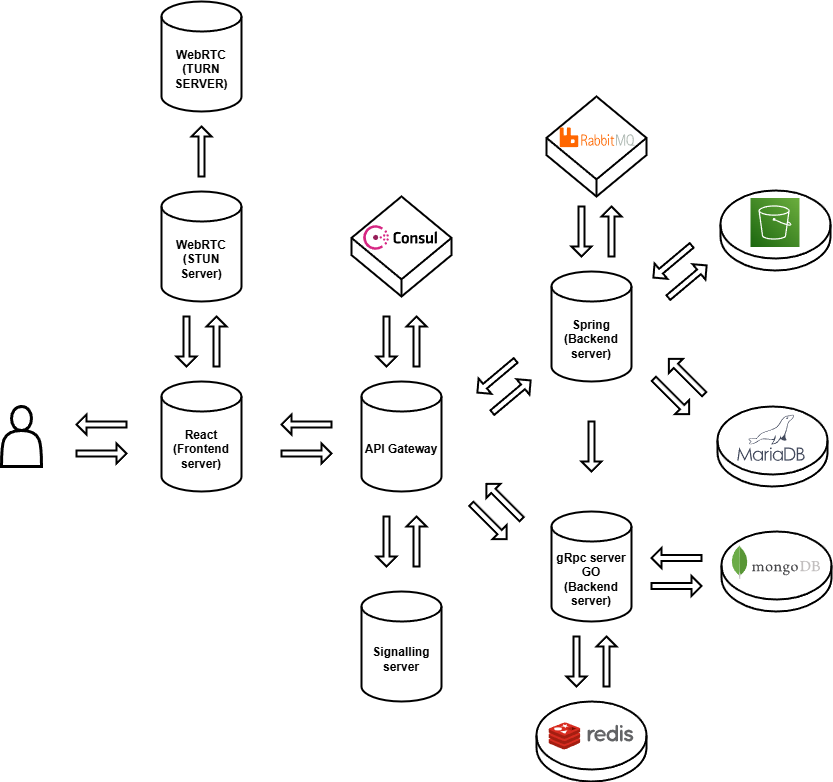 WebRTC
(TURN
SERVER)
RabbitMQ
WebRTC
(STUN
Server)
Consul
Spring
(Backend
server)
React
(Frontend
server)
API Gateway
MariaDB
gRpc server
GO
(Backend
server)
mongoDB
Signalling
server
redis